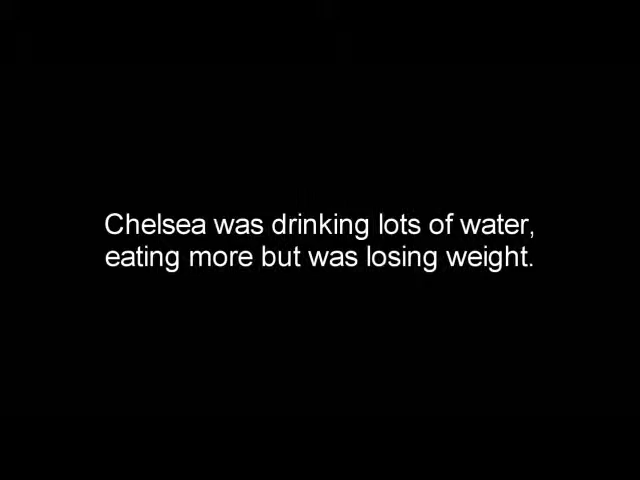 Chelsea was drinking lots of water,
eating more but was losing weight.